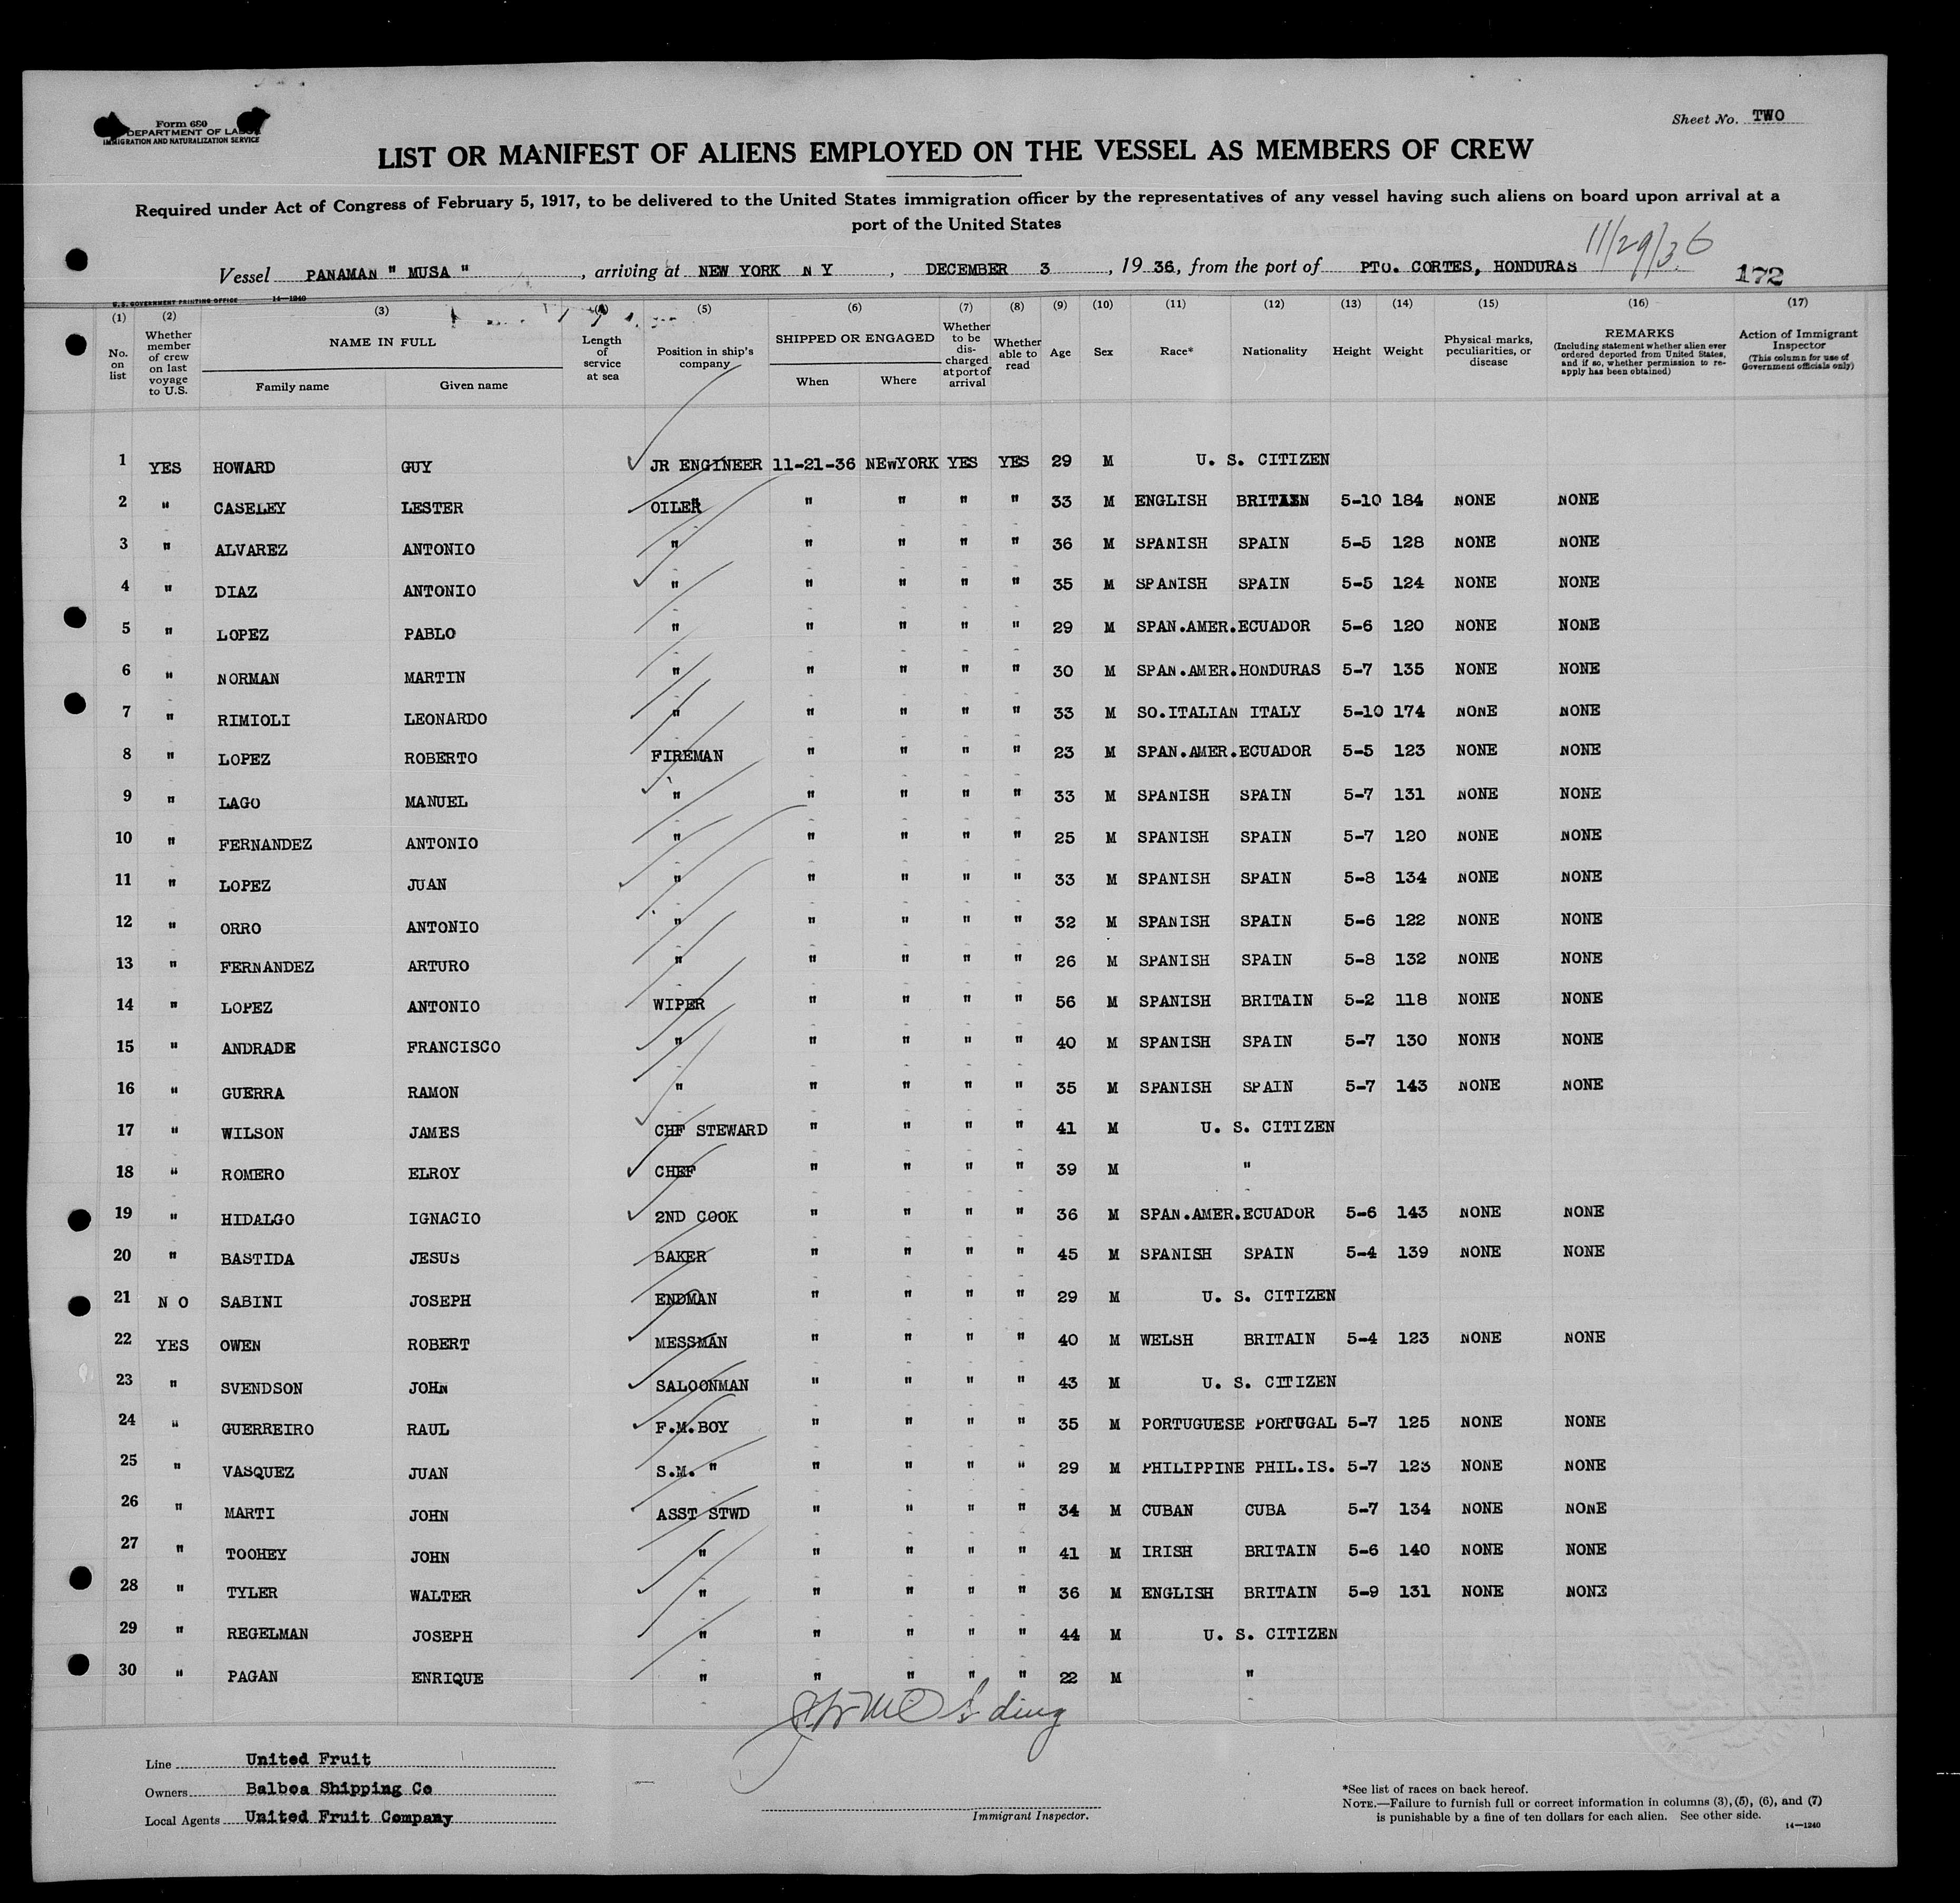 Form 680
DEPARTMENT OF LABOR
IMMIGRATION AND NATURALIZATION SERVICE
Sheet No. TWO
LIST OR MANIFEST OF ALIENS EMPLOYED ON THE VESSEL AS MEMBERS OF CREW
Required under Act of Congress of February 5, 1917, to be delivered to the United States immigration officer by the representatives of any vessel having such aliens on board upon arrival at a
port of the United States
11/29/36
Vessel PANAMAN " MUSA ", arriving at NEW YORK N Y, DECEMBER 3, 1936, from the port of PTO. CORTES, HONDURAS
172
U. S. GOVERNMENT PRINTING OFFICE 14—1240
(1) (2) (3) (4) (5) (6) (7) (8) (9) (10) (11) (12) (13) (14) (15) (16) (17)
No. on list
Whether member of crew on last voyage to U.S.
NAME IN FULL
Family name Given name
Length of service at sea
Position in ship's company
SHIPPED OR ENGAGED
When Where
Whether to be discharged at port of arrival
Whether able to read
Age
Sex
Race*
Nationality
Height
Weight
Physical marks, peculiarities, or disease
REMARKS
(Including statement whether alien ever ordered deported from United States, and if so, whether permission to re-apply has been obtained)
Action of Immigrant Inspector
(This column for use of Government officials only)
1 YES HOWARD GUY JR ENGINEER 11-21-36 NEWYORK YES YES 29 M U. S. CITIZEN
2 " CASELEY LESTER OILER " " " " 33 M ENGLISH BRITAIN 5-10 184 NONE NONE
3 " ALVAREZ ANTONIO " " " " " 36 M SPANISH SPAIN 5-5 128 NONE NONE
4 " DIAZ ANTONIO " " " " " 35 M SPANISH SPAIN 5-5 124 NONE NONE
5 " LOPEZ PABLO " " " " " 29 M SPAN.AMER.ECUADOR 5-6 120 NONE NONE
6 " NORMAN MARTIN " " " " " 30 M SPAN.AMER.HONDURAS 5-7 135 NONE NONE
7 " RIMIOLI LEONARDO " " " " " 33 M SO.ITALIAN ITALY 5-10 174 NONE NONE
8 " LOPEZ ROBERTO FIREMAN " " " " 23 M SPAN.AMER.ECUADOR 5-5 123 NONE NONE
9 " LAGO MANUEL " " " " " 33 M SPANISH SPAIN 5-7 131 NONE NONE
10 " FERNANDEZ ANTONIO " " " " " 25 M SPANISH SPAIN 5-7 120 NONE NONE
11 " LOPEZ JUAN " " " " " 33 M SPANISH SPAIN 5-8 134 NONE NONE
12 " ORRO ANTONIO " " " " " 32 M SPANISH SPAIN 5-6 122 NONE NONE
13 " FERNANDEZ ARTURO " " " " " 26 M SPANISH SPAIN 5-8 132 NONE NONE
14 " LOPEZ ANTONIO WIPER " " " " 56 M SPANISH BRITAIN 5-2 118 NONE NONE
15 " ANDRADE FRANCISCO " " " " " 40 M SPANISH SPAIN 5-7 130 NONE NONE
16 " GUERRA RAMON " " " " " 35 M SPANISH SPAIN 5-7 143 NONE NONE
17 " WILSON JAMES CHF STEWARD " " " " 41 M U. S. CITIZEN
18 " ROMERO ELROY CHEF " " " " 39 M "
19 " HIDALGO IGNACIO 2ND COOK " " " " 36 M SPAN.AMER.ECUADOR 5-6 143 NONE NONE
20 " BASTIDA JESUS BAKER " " " " 45 M SPANISH SPAIN 5-4 139 NONE NONE
21 N O SABINI JOSEPH ENDMAN " " " " 29 M U. S. CITIZEN
22 YES OWEN ROBERT MESSMAN " " " " 40 M WELSH BRITAIN 5-4 123 NONE NONE
23 " SVENDSON JOHN SALOONMAN " " " " 43 M U. S. CITIZEN
24 " GUERREIRO RAUL F.M.BOY " " " " 35 M PORTUGUESE PORTUGAL 5-7 125 NONE NONE
25 " VASQUEZ JUAN S.M. " " " " " 29 M PHILIPPINE PHIL.IS. 5-7 123 NONE NONE
26 " MARTI JOHN ASST STWD " " " " 34 M CUBAN CUBA 5-7 134 NONE NONE
27 " TOOHEY JOHN " " " " " 41 M IRISH BRITAIN 5-6 140 NONE NONE
28 " TYLER WALTER " " " " " 36 M ENGLISH BRITAIN 5-9 131 NONE NONE
29 " REGELMAN JOSEPH " " " " " 44 M U. S. CITIZEN
30 " PAGAN ENRIQUE " " " " " 22 M "
Line United Fruit
Owners Balboa Shipping Co
Local Agents United Fruit Company
Immigrant Inspector.
*See list of races on back hereof.
NOTE.—Failure to furnish full or correct information in columns (3), (5), (6), and (7)
is punishable by a fine of ten dollars for each alien. See other side.
14—1240